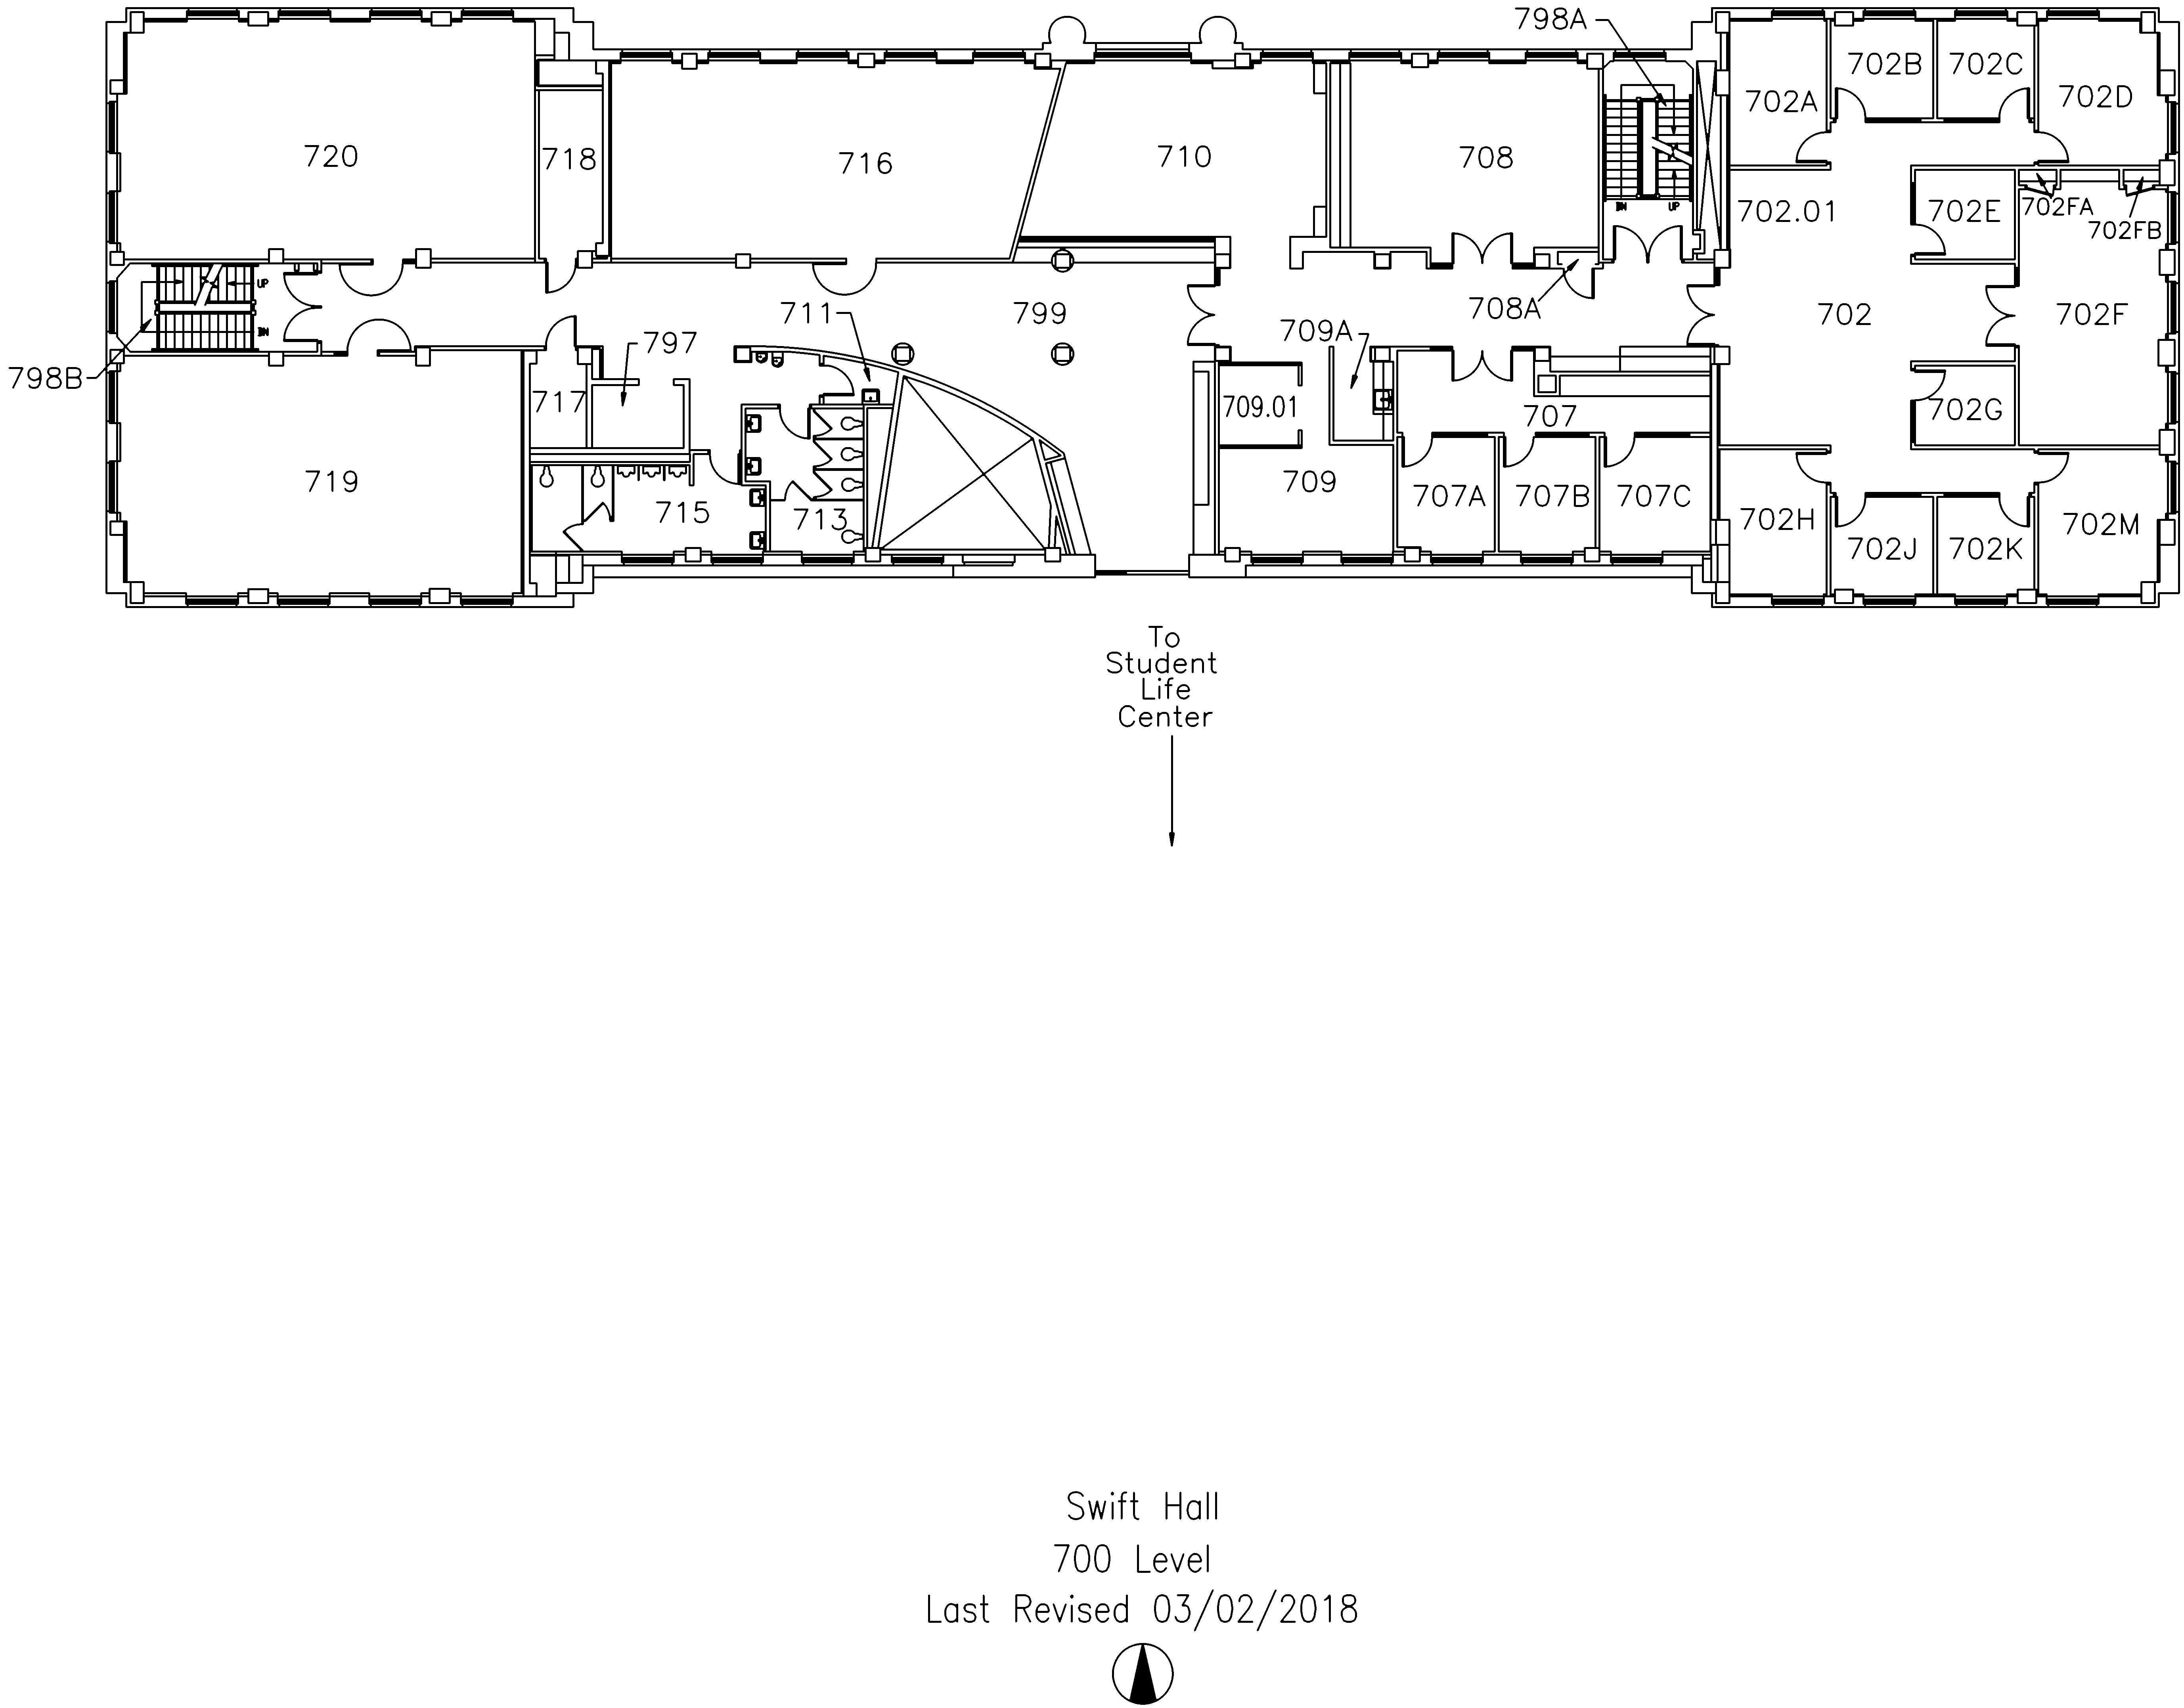 798A
702B
702C
702A
702D
720
718
716
710
708
702.01
702E
702FA
702FB
DN
UP
UP
DN
711
799
708A
702
702F
797
709A
798B
717
709.01
707
702G
719
715
713
709
707A
707B
707C
702H
702J
702K
702M
To
Student
Life
Center
Swift Hall
700 Level
Last Revised 03/02/2018